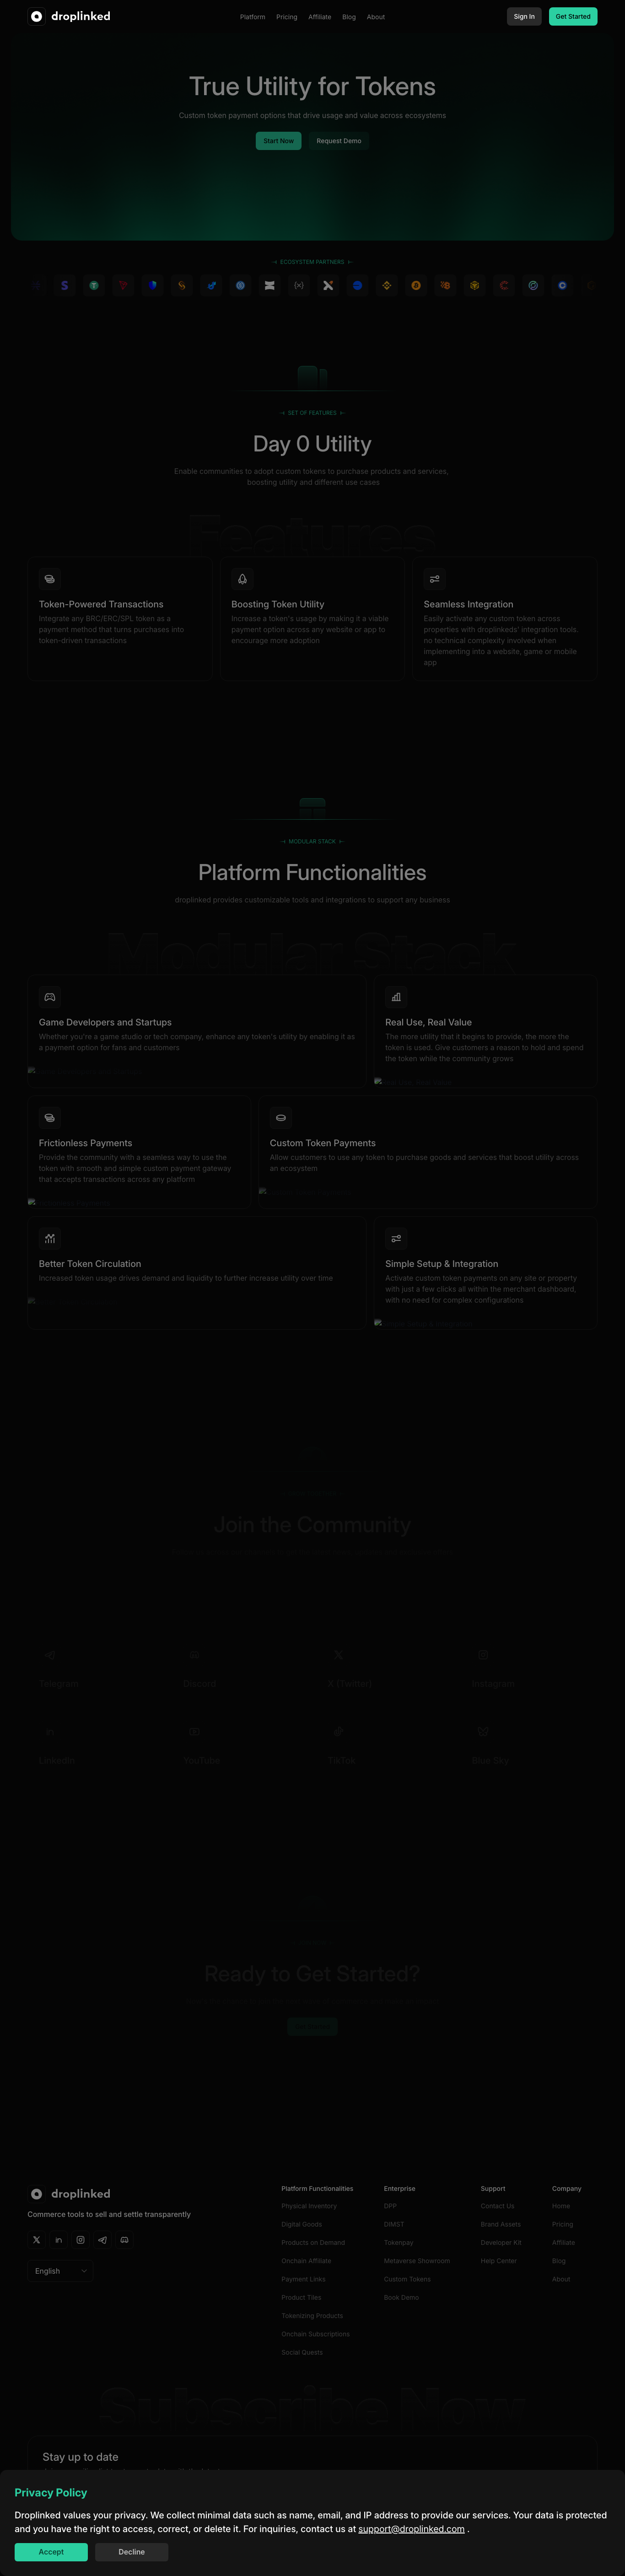 droplinked
Platform
Pricing
Affiliate
Blog
About
Sign In
Get Started
True Utility for Tokens
Custom token payment options that drive usage and value across ecosystems
Start Now
Request Demo
ECOSYSTEM PARTNERS
SET OF FEATURES
Day 0 Utility
Enable communities to adopt custom tokens to purchase products and services,
boosting utility and different use cases
Features
Token-Powered Transactions
Integrate any BRC/ERC/SPL token as a
payment method that turns purchases into
token-driven transactions
Boosting Token Utility
Increase a token's usage by making it a viable
payment option across any website or app to
encourage more adoption
Seamless Integration
Easily activate any custom token across
properties with droplinkeds' integration tools.
no technical complexity involved when
implementing into a website, game or mobile
app
MODULAR STACK
Platform Functionalities
droplinked provides customizable tools and integrations to support any business
Modular Stack
Game Developers and Startups
Whether you're a game studio or tech company, enhance any token's utility by enabling it as
a payment option for fans and customers
Real Use, Real Value
The more utility that it begins to provide, the more the
token is used. Give customers a reason to hold and spend
the token while the community grows
Frictionless Payments
Provide the community with a seamless way to use the
token with smooth and simple custom payment gateway
that accepts transactions across any platform
Custom Token Payments
Allow customers to use any token to purchase goods and services that boost utility across
an ecosystem
Better Token Circulation
Increased token usage drives demand and liquidity to further increase utility over time
Simple Setup & Integration
Activate custom token payments on any site or property
with just a few clicks all within the merchant dashboard,
with no need for complex configurations
Join the Community
Telegram
Discord
X (Twitter)
Instagram
LinkedIn
YouTube
TikTok
Blue Sky
Ready to Get Started?
droplinked
Commerce tools to sell and settle transparently
English
Platform Functionalities
Physical Inventory
Digital Goods
Products on Demand
Onchain Affiliate
Payment Links
Product Tiles
Tokenizing Products
Onchain Subscriptions
Social Quests
Enterprise
DPP
DIMST
Tokenpay
Metaverse Showroom
Custom Tokens
Book Demo
Support
Contact Us
Brand Assets
Developer Kit
Help Center
Company
Home
Pricing
Affiliate
Blog
About
Subscribe Now
Stay up to date
Privacy Policy
Droplinked values your privacy. We collect minimal data such as name, email, and IP address to provide our services. Your data is protected
and you have the right to access, correct, or delete it. For inquiries, contact us at support@droplinked.com .
Accept
Decline